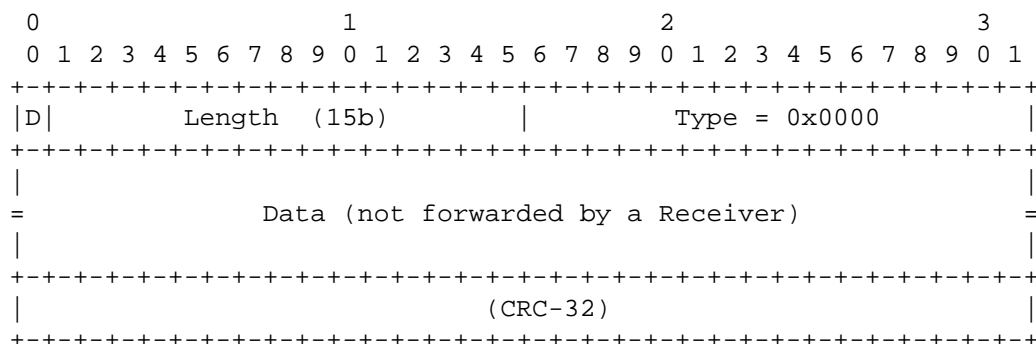 0                   1                   2                   3
 0 1 2 3 4 5 6 7 8 9 0 1 2 3 4 5 6 7 8 9 0 1 2 3 4 5 6 7 8 9 0 1
+-+-+-+-+-+-+-+-+-+-+-+-+-+-+-+-+-+-+-+-+-+-+-+-+-+-+-+-+-+-+-+-+
|D|        Length  (15b)        |         Type = 0x0000         |
+-+-+-+-+-+-+-+-+-+-+-+-+-+-+-+-+-+-+-+-+-+-+-+-+-+-+-+-+-+-+-+-+
|                                                               |
=               Data (not forwarded by a Receiver)              =
|                                                               |
+-+-+-+-+-+-+-+-+-+-+-+-+-+-+-+-+-+-+-+-+-+-+-+-+-+-+-+-+-+-+-+-+
|                             (CRC-32)                          |
+-+-+-+-+-+-+-+-+-+-+-+-+-+-+-+-+-+-+-+-+-+-+-+-+-+-+-+-+-+-+-+-+